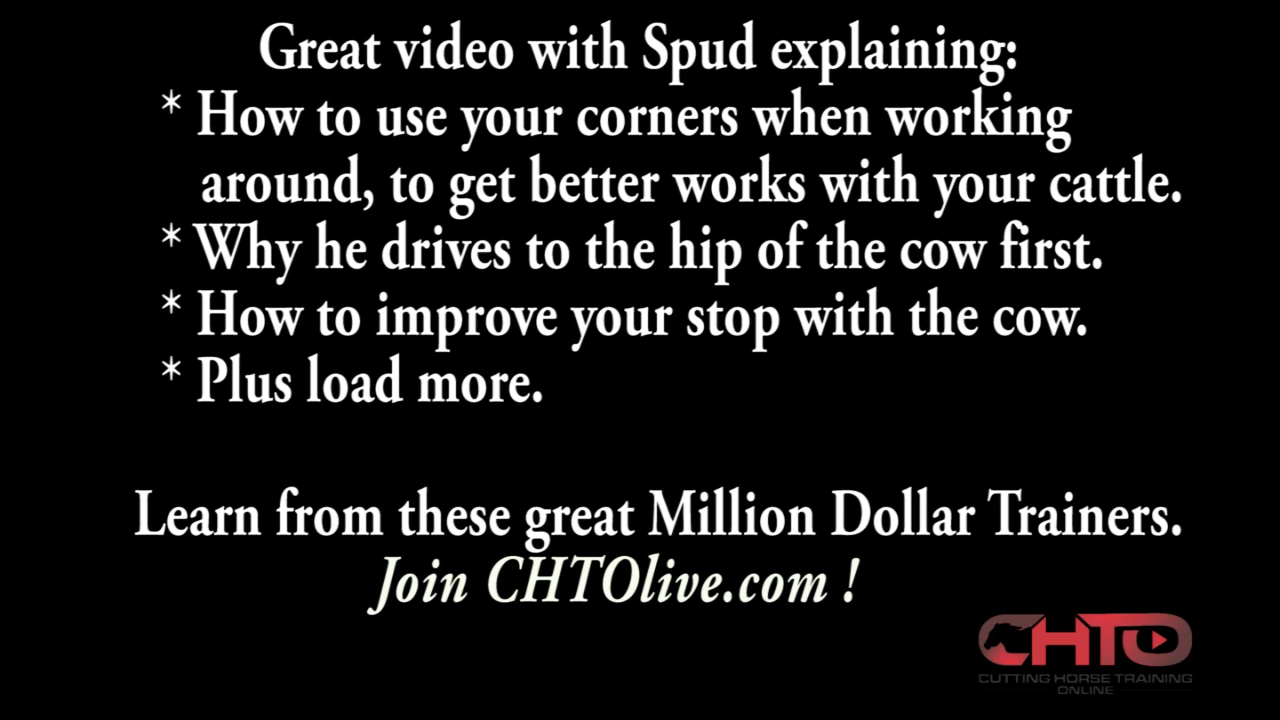 Great video with Spud explaining:
* How to use your corners when working
around, to get better works with your cattle.
* Why he drives to the hip of the cow first.
* How to improve your stop with the cow.
* Plus load more.
Learn from these great Million Dollar Trainers.
Join CHTOlive.com !
CHTO
CUTTING HORSE TRAINING
ONLINE